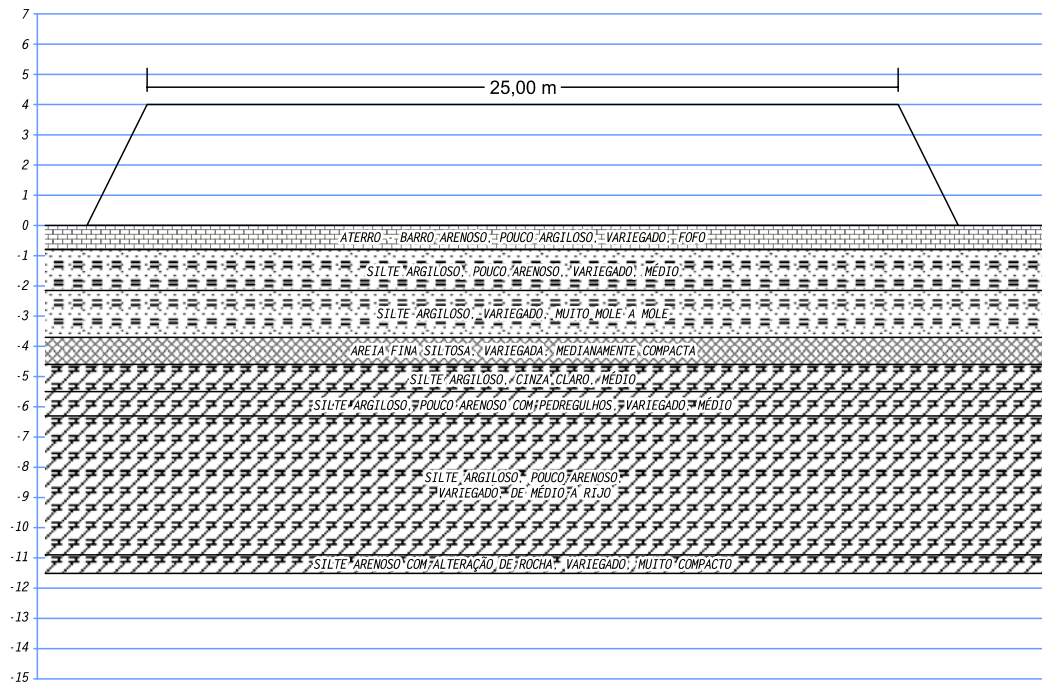 7
6
5
25,00 m
4
3
2
1
0
ATERRO - BARRO ARENOSO, POUCO ARGILOSO, VARIEGADO, FOFO
-1
SILTE ARGILOSO, POUCO ARENOSO, VARIEGADO, MÉDIO
-2
-3
SILTE ARGILOSO, VARIEGADO, MUITO MOLE A MOLE
-4
AREIA FINA SILTOSA, VARIEGADA, MEDIANAMENTE COMPACTA
-5
SILTE ARGILOSO, CINZA CLARO, MÉDIO
-6
SILTE ARGILOSO, POUCO ARENOSO COM PEDREGULHOS, VARIEGADO, MÉDIO
-7
-8
SILTE ARGILOSO, POUCO ARENOSO,
VARIEGADO, DE MÉDIO A RIJO
-9
-10
-11
SILTE ARENOSO COM ALTERAÇÃO DE ROCHA, VARIEGADO, MUITO COMPACTO
-12
-13
-14
-15